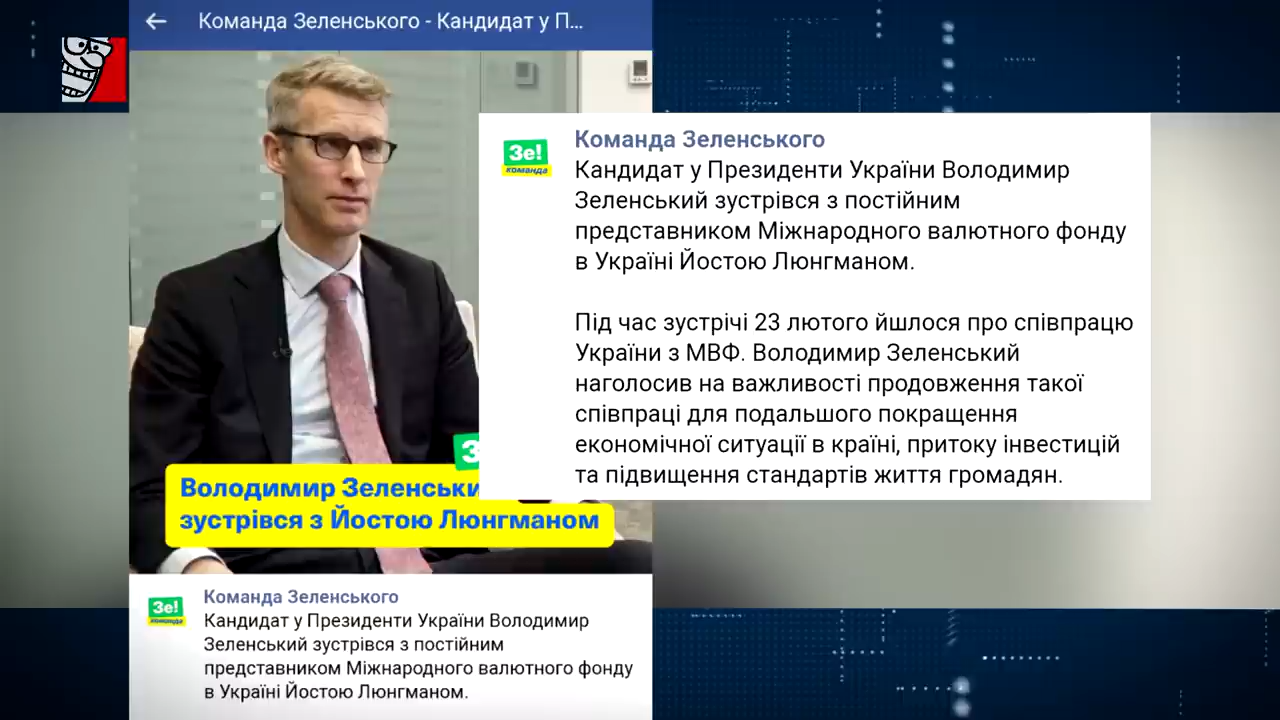 Команда Зеленського - Кандидат у П...
Зе!
команда
Команда Зеленського
Кандидат у Президенти України Володимир
Зеленський зустрівся з постійним
представником Міжнародного валютного фонду
в Україні Йостою Люнгманом.
Під час зустрічі 23 лютого йшлося про співпрацю
України з МВФ. Володимир Зеленський
наголосив на важливості продовження такої
співпраці для подальшого покращення
економічної ситуації в країні, притоку інвестицій
та підвищення стандартів життя громадян.
Володимир Зеленськи
зустрівся з Йостою Люнгманом
Зе!
команда
Команда Зеленського
Кандидат у Президенти України Володимир
Зеленський зустрівся з постійним
представником Міжнародного валютного фонду
в Україні Йостою Люнгманом.